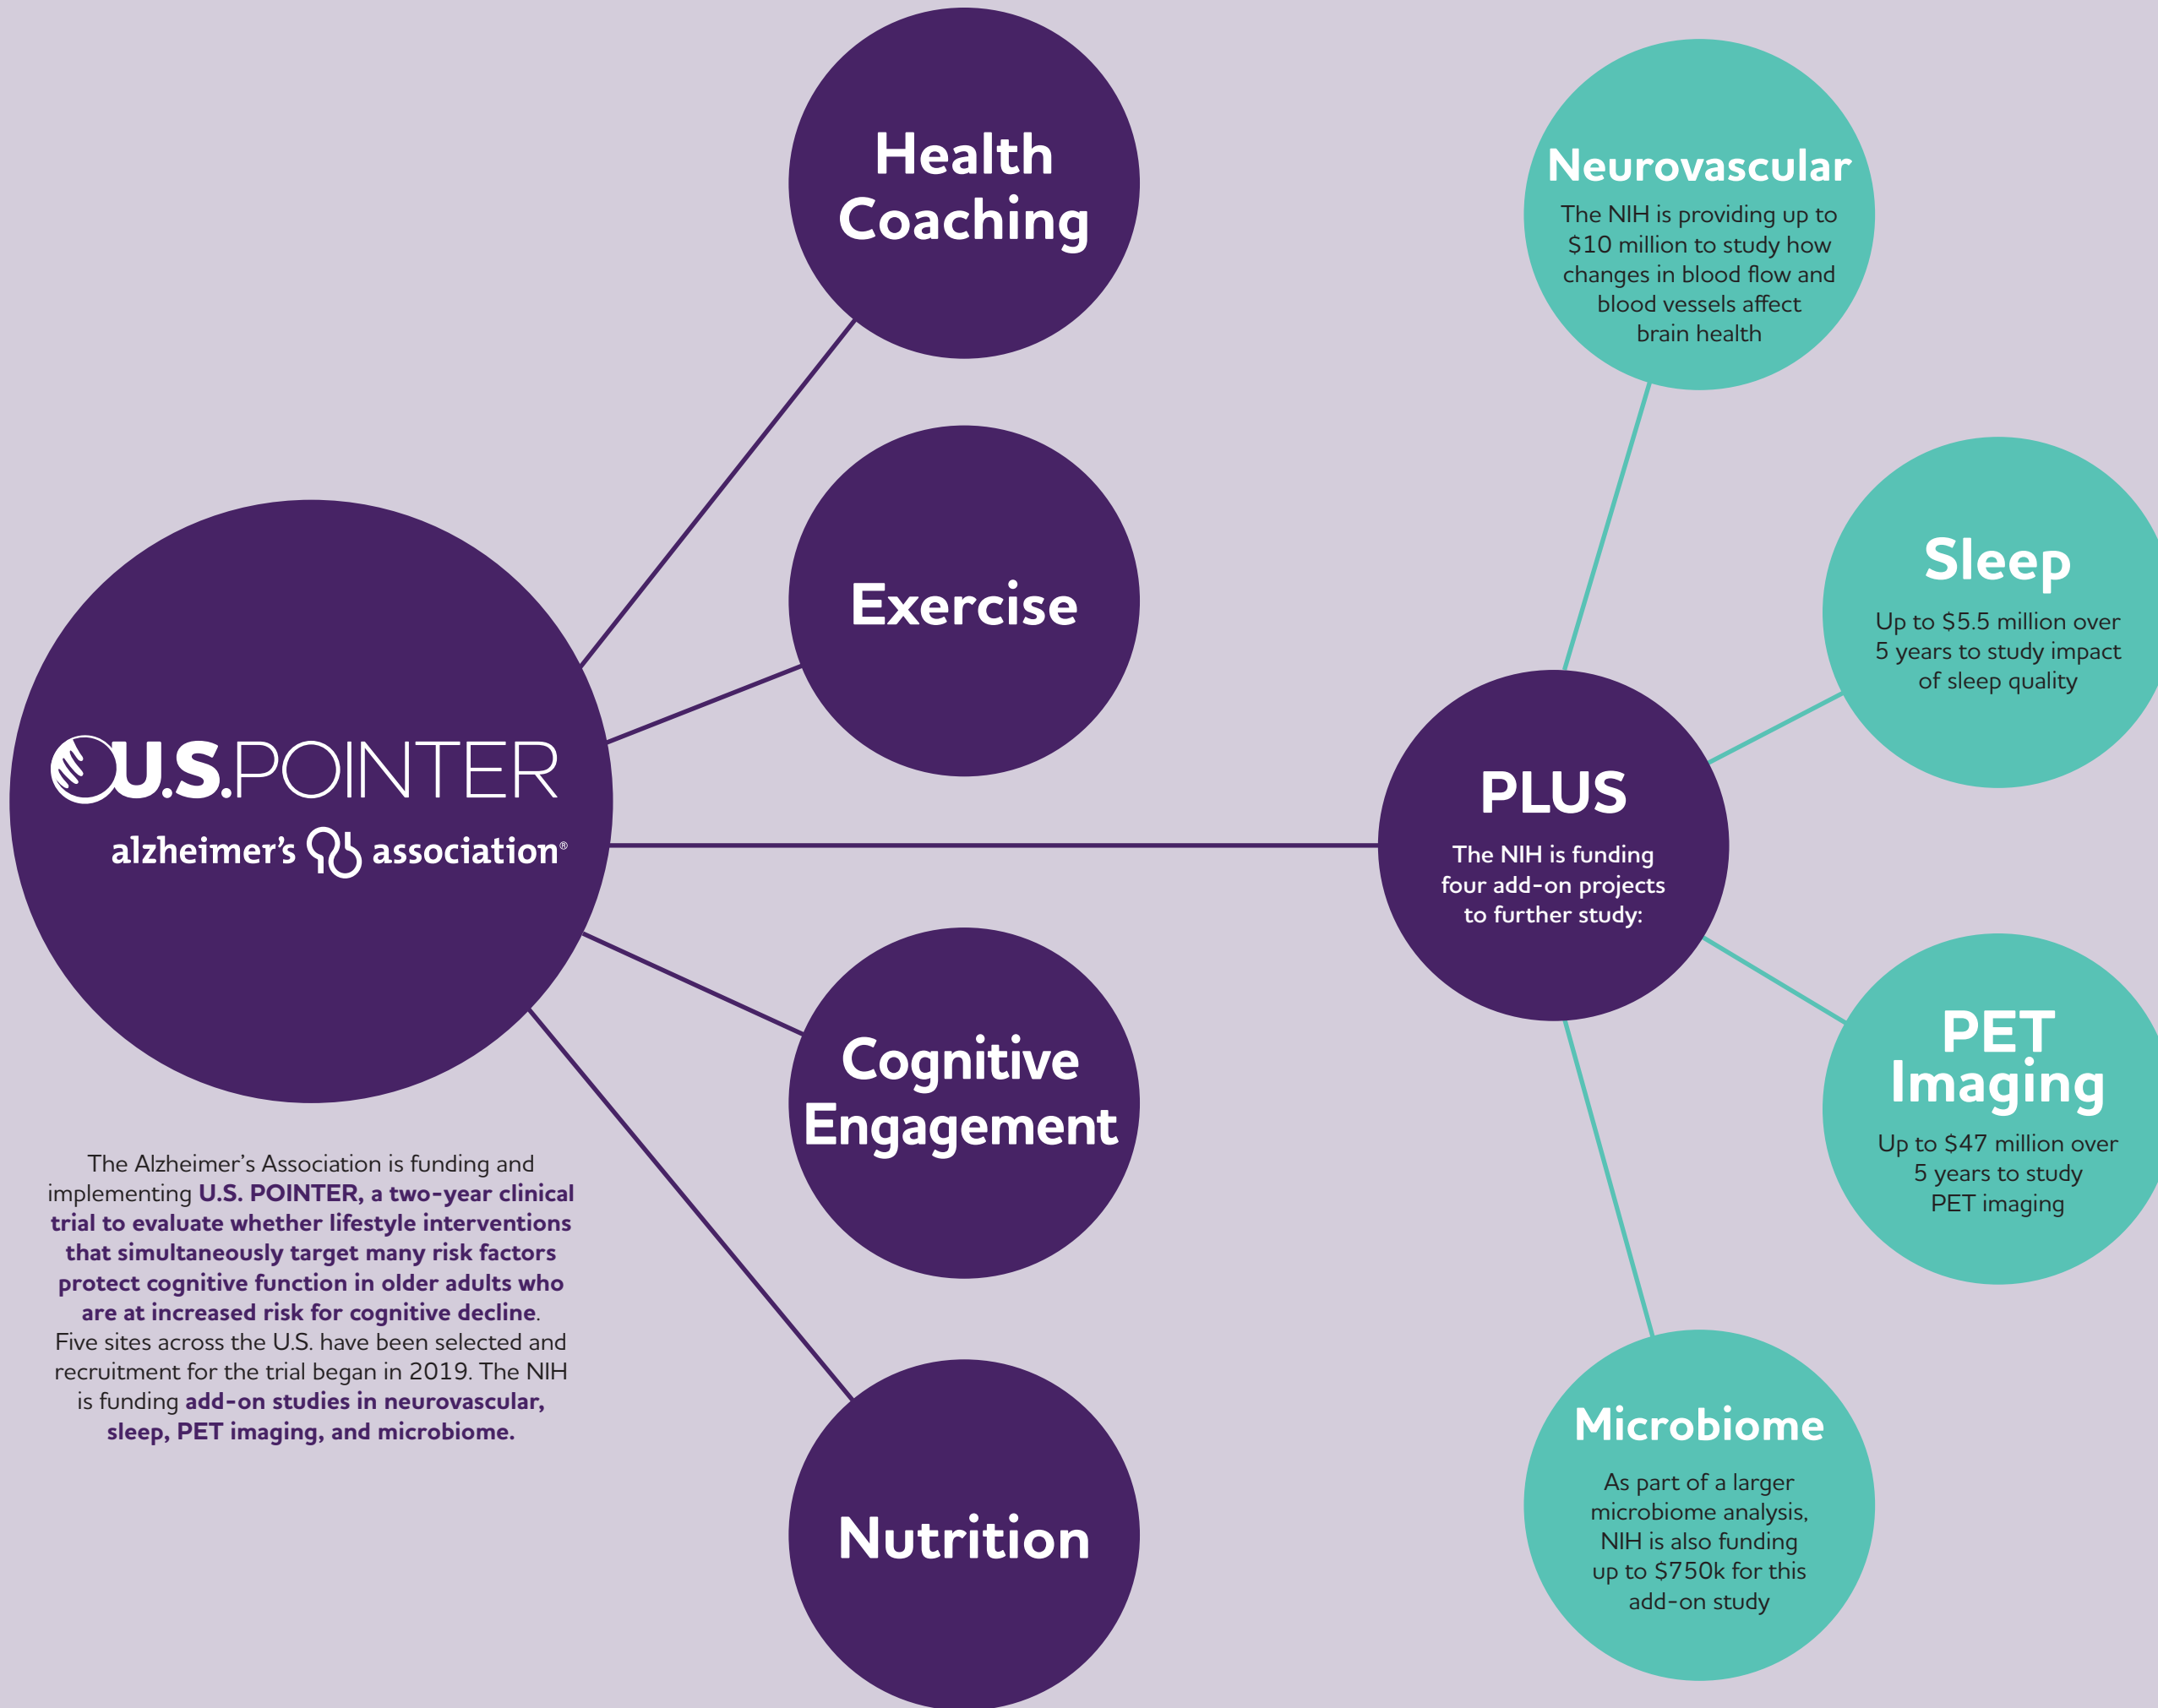 Health
Coaching
Exercise
U.S.POINTER
alzheimer's association®
Cognitive
Engagement
Nutrition
The Alzheimer’s Association is funding and
implementing U.S. POINTER, a two-year clinical
trial to evaluate whether lifestyle interventions
that simultaneously target many risk factors
protect cognitive function in older adults who
are at increased risk for cognitive decline.
Five sites across the U.S. have been selected and
recruitment for the trial began in 2019. The NIH
is funding add-on studies in neurovascular,
sleep, PET imaging, and microbiome.
PLUS
The NIH is funding
four add-on projects
to further study:
Neurovascular
The NIH is providing up to
$10 million to study how
changes in blood flow and
blood vessels affect
brain health
Sleep
Up to $5.5 million over
5 years to study impact
of sleep quality
PET
Imaging
Up to $47 million over
5 years to study
PET imaging
Microbiome
As part of a larger
microbiome analysis,
NIH is also funding
up to $750k for this
add-on study